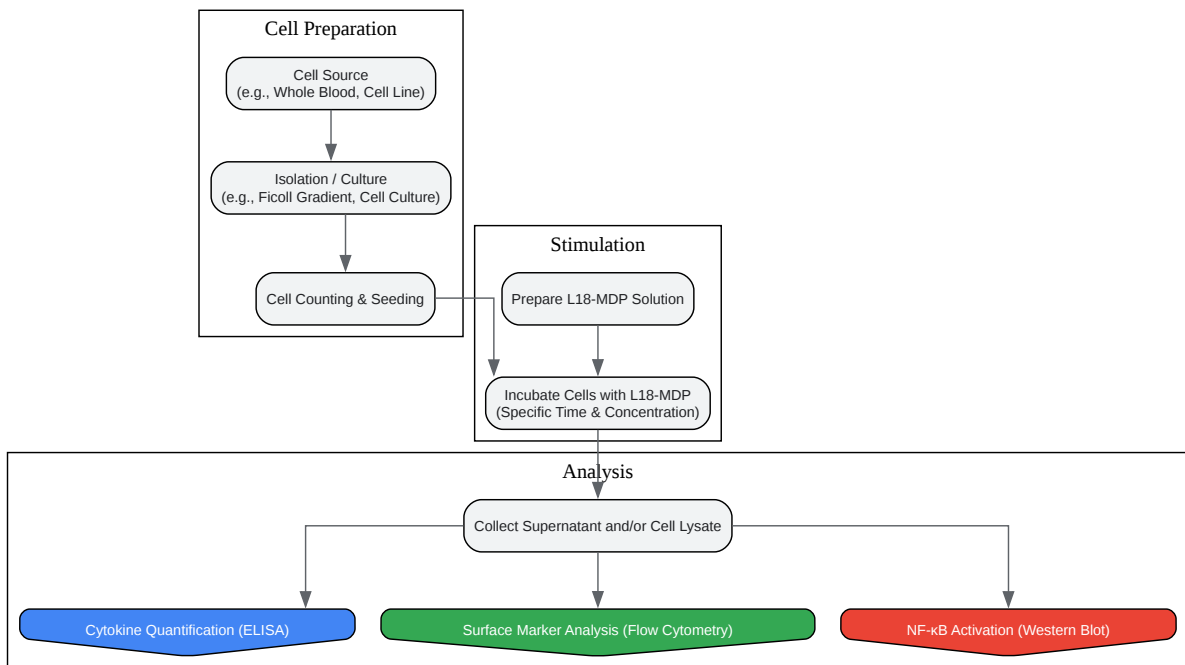 Cell Preparation
Cell Source
(e.g., Whole Blood, Cell Line)
Isolation / Culture
(e.g., Ficoll Gradient, Cell Culture)
Cell Counting & Seeding
Stimulation
Prepare L18-MDP Solution
Incubate Cells with L18-MDP
(Specific Time & Concentration)
Analysis
Collect Supernatant and/or Cell Lysate
Cytokine Quantification (ELISA)
Surface Marker Analysis (Flow Cytometry)
NF-κB Activation (Western Blot)